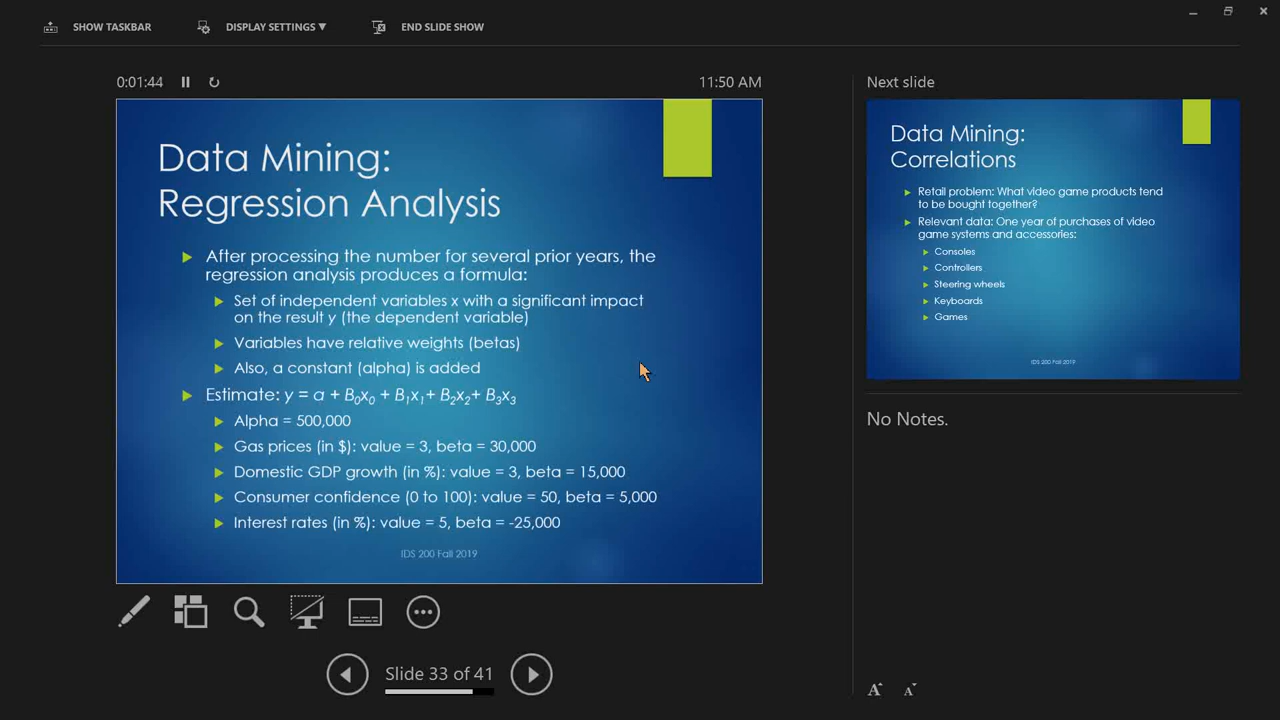 SHOW TASKBAR
DISPLAY SETTINGS ▼
END SLIDE SHOW
0:01:44
11:50 AM
Data Mining:
Regression Analysis
After processing the number for several prior years, the
regression analysis produces a formula:
Set of independent variables x with a significant impact
on the result y (the dependent variable)
Variables have relative weights (betas)
Also, a constant (alpha) is added
Estimate: y = a + B₀x₀ + B₁x₁+ B₂x₂+ B₃x₃
Alpha = 500,000
Gas prices (in $): value = 3, beta = 30,000
Domestic GDP growth (in %): value = 3, beta = 15,000
Consumer confidence (0 to 100): value = 50, beta = 5,000
Interest rates (in %): value = 5, beta = -25,000
IDS 200 Fall 2019
Slide 33 of 41
Next slide
Data Mining:
Correlations
Retail problem: What video game products tend
to be bought together?
Relevant data: One year of purchases of video
game systems and accessories:
Consoles
Controllers
Steering wheels
Keyboards
Games
IDS 200 Fall 2019
No Notes.
A A